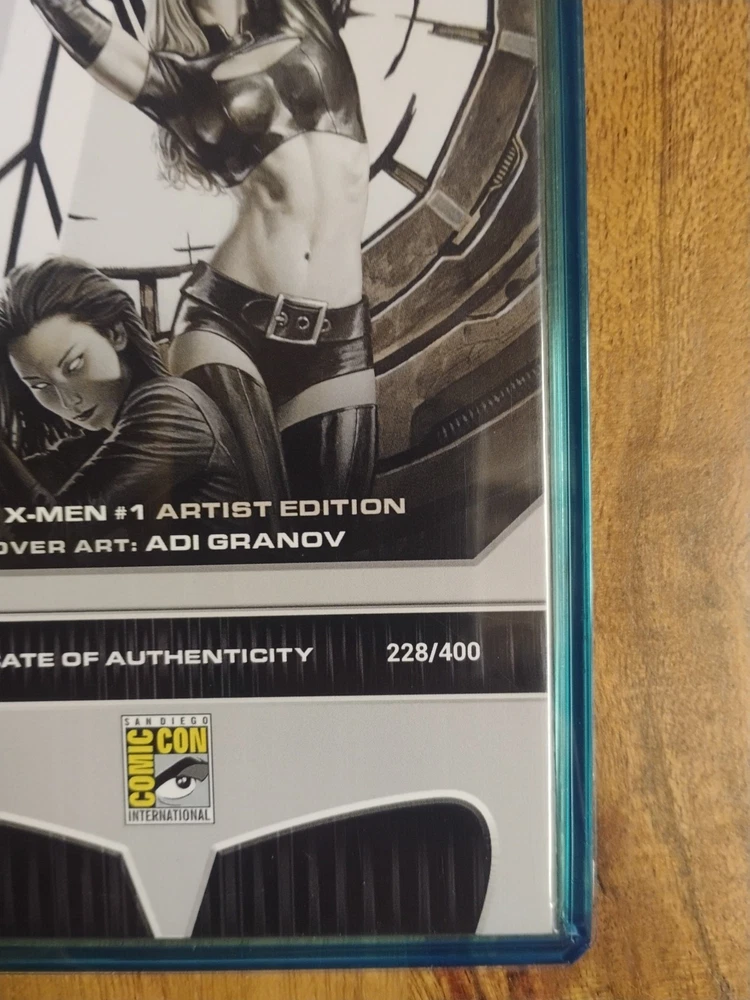 X-MEN #1 ARTIST EDITION
OVER ART: ADI GRANOV
ATE OF AUTHENTICITY 228/400
SAN DIEGO
COMIC CON
INTERNATIONAL